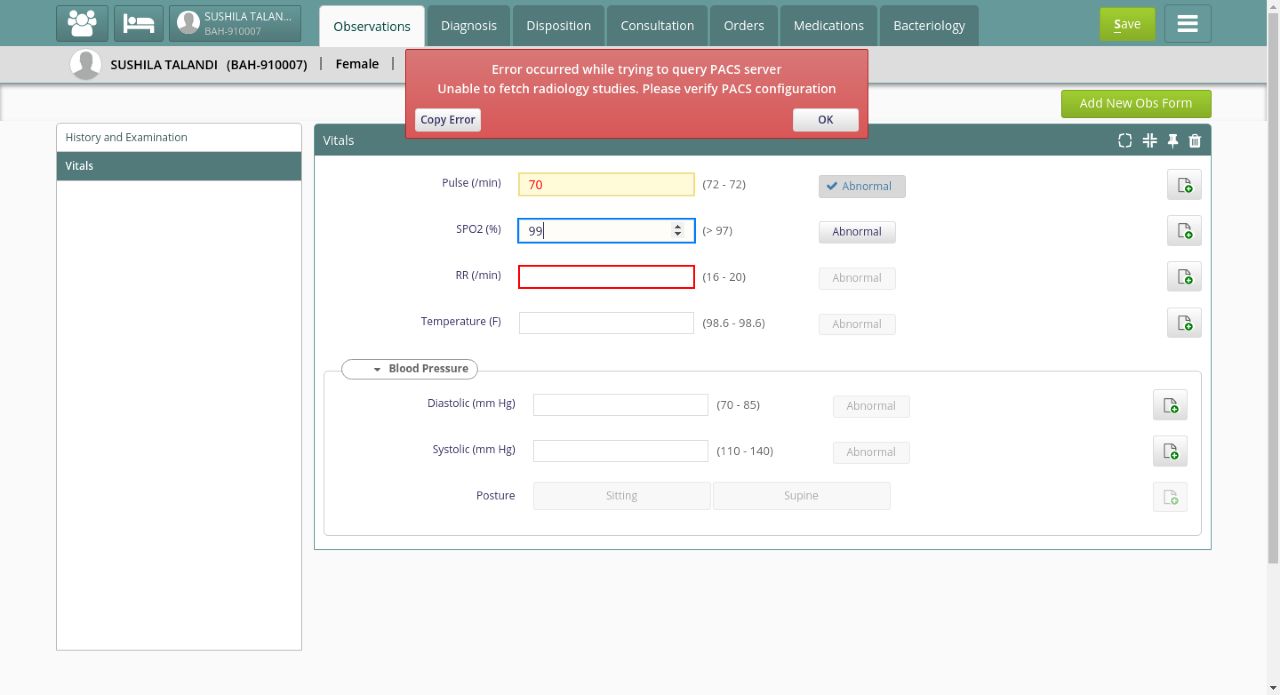 SUSHILA TALAN...
BAH-910007
Observations
Diagnosis
Disposition
Consultation
Orders
Medications
Bacteriology
Save
SUSHILA TALANDI (BAH-910007) | Female |
Error occurred while trying to query PACS server
Unable to fetch radiology studies. Please verify PACS configuration
Copy Error
OK
Add New Obs Form
History and Examination
Vitals
Vitals
Pulse (/min) 70 (72 - 72) Abnormal
SPO2 (%) 99 (> 97) Abnormal
RR (/min) (16 - 20) Abnormal
Temperature (F) (98.6 - 98.6) Abnormal
Blood Pressure
Diastolic (mm Hg) (70 - 85) Abnormal
Systolic (mm Hg) (110 - 140) Abnormal
Posture Sitting Supine